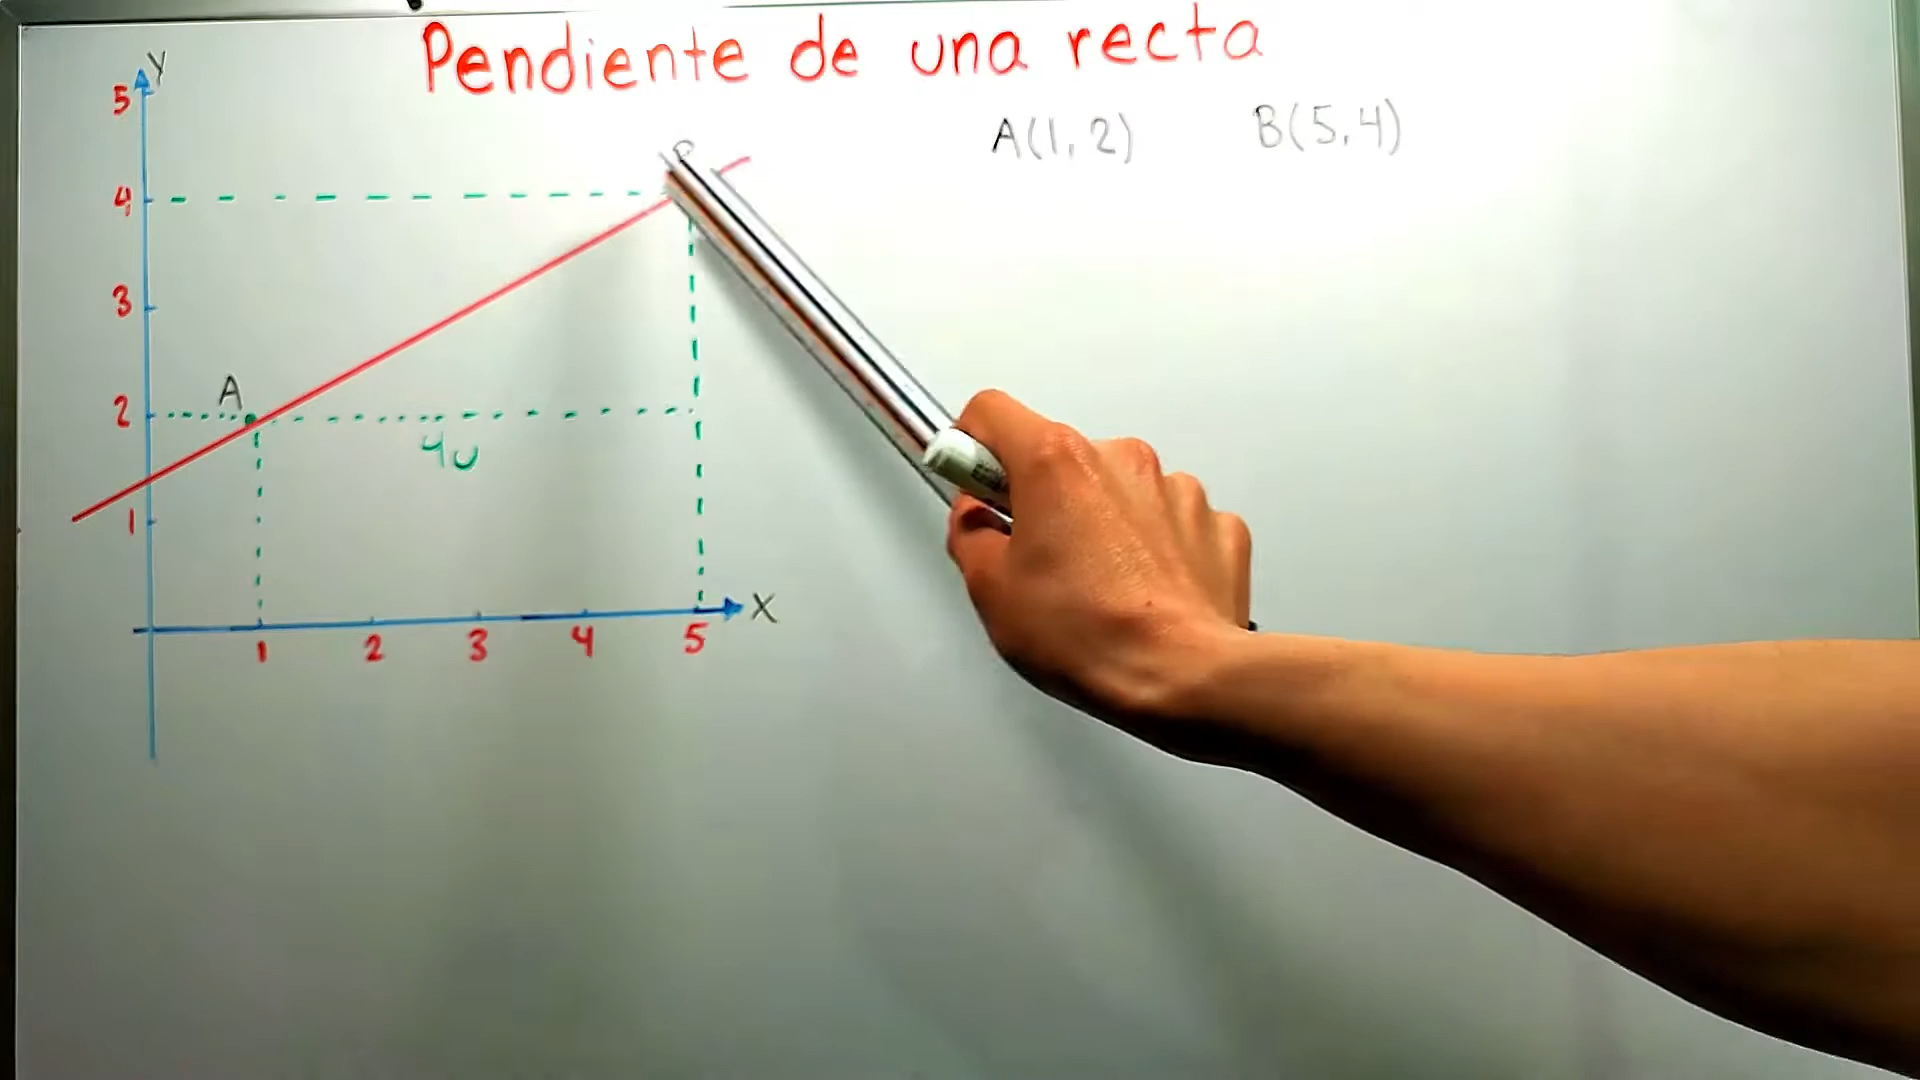 Pendiente de una recta
A(1, 2) B(5, 4)
Y
5
4
3
A
2
4u
1
X
1 2 3 4 5